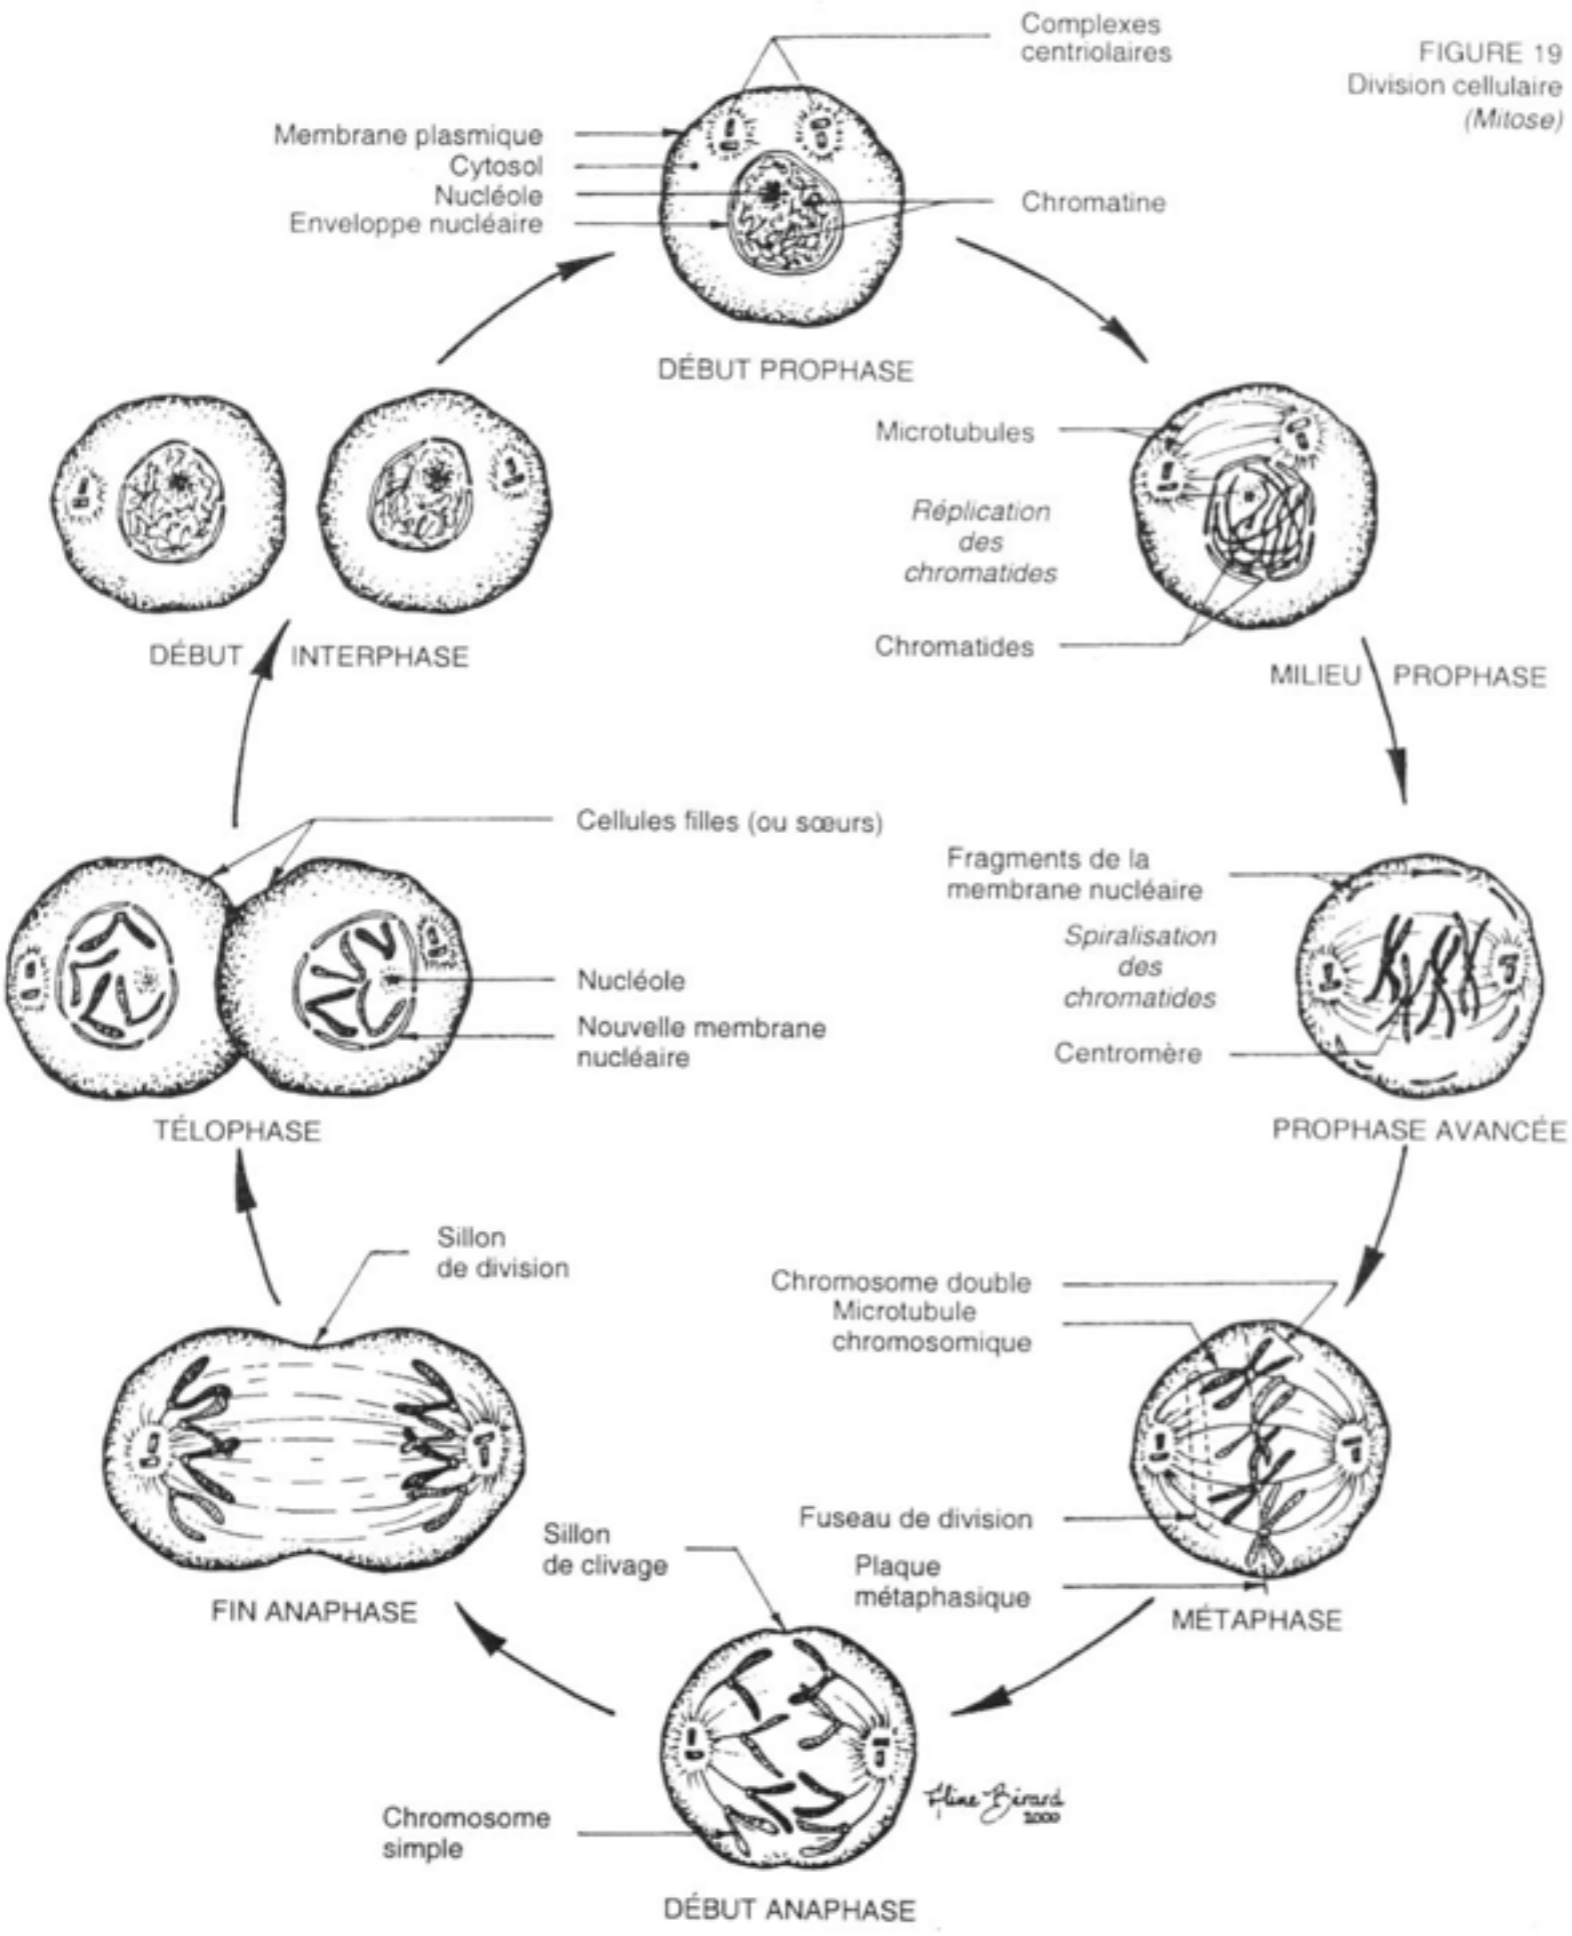 Complexes
centriolaires
FIGURE 19
Division cellulaire
(Mitose)
Membrane plasmique
Cytosol
Nucléole
Enveloppe nucléaire
Chromatine
DÉBUT PROPHASE
Microtubules
Réplication
des
chromatides
Chromatides
MILIEU PROPHASE
DÉBUT INTERPHASE
Cellules filles (ou sœurs)
Fragments de la
membrane nucléaire
Spiralisation
des
chromatides
Centromère
PROPHASE AVANCÉE
Nucléole
Nouvelle membrane
nucléaire
TÉLOPHASE
Sillon
de division
Chromosome double
Microtubule
chromosomique
Fuseau de division
Plaque
métaphasique
MÉTAPHASE
FIN ANAPHASE
Sillon
de clivage
Chromosome
simple
Aline Bérard
2000
DÉBUT ANAPHASE